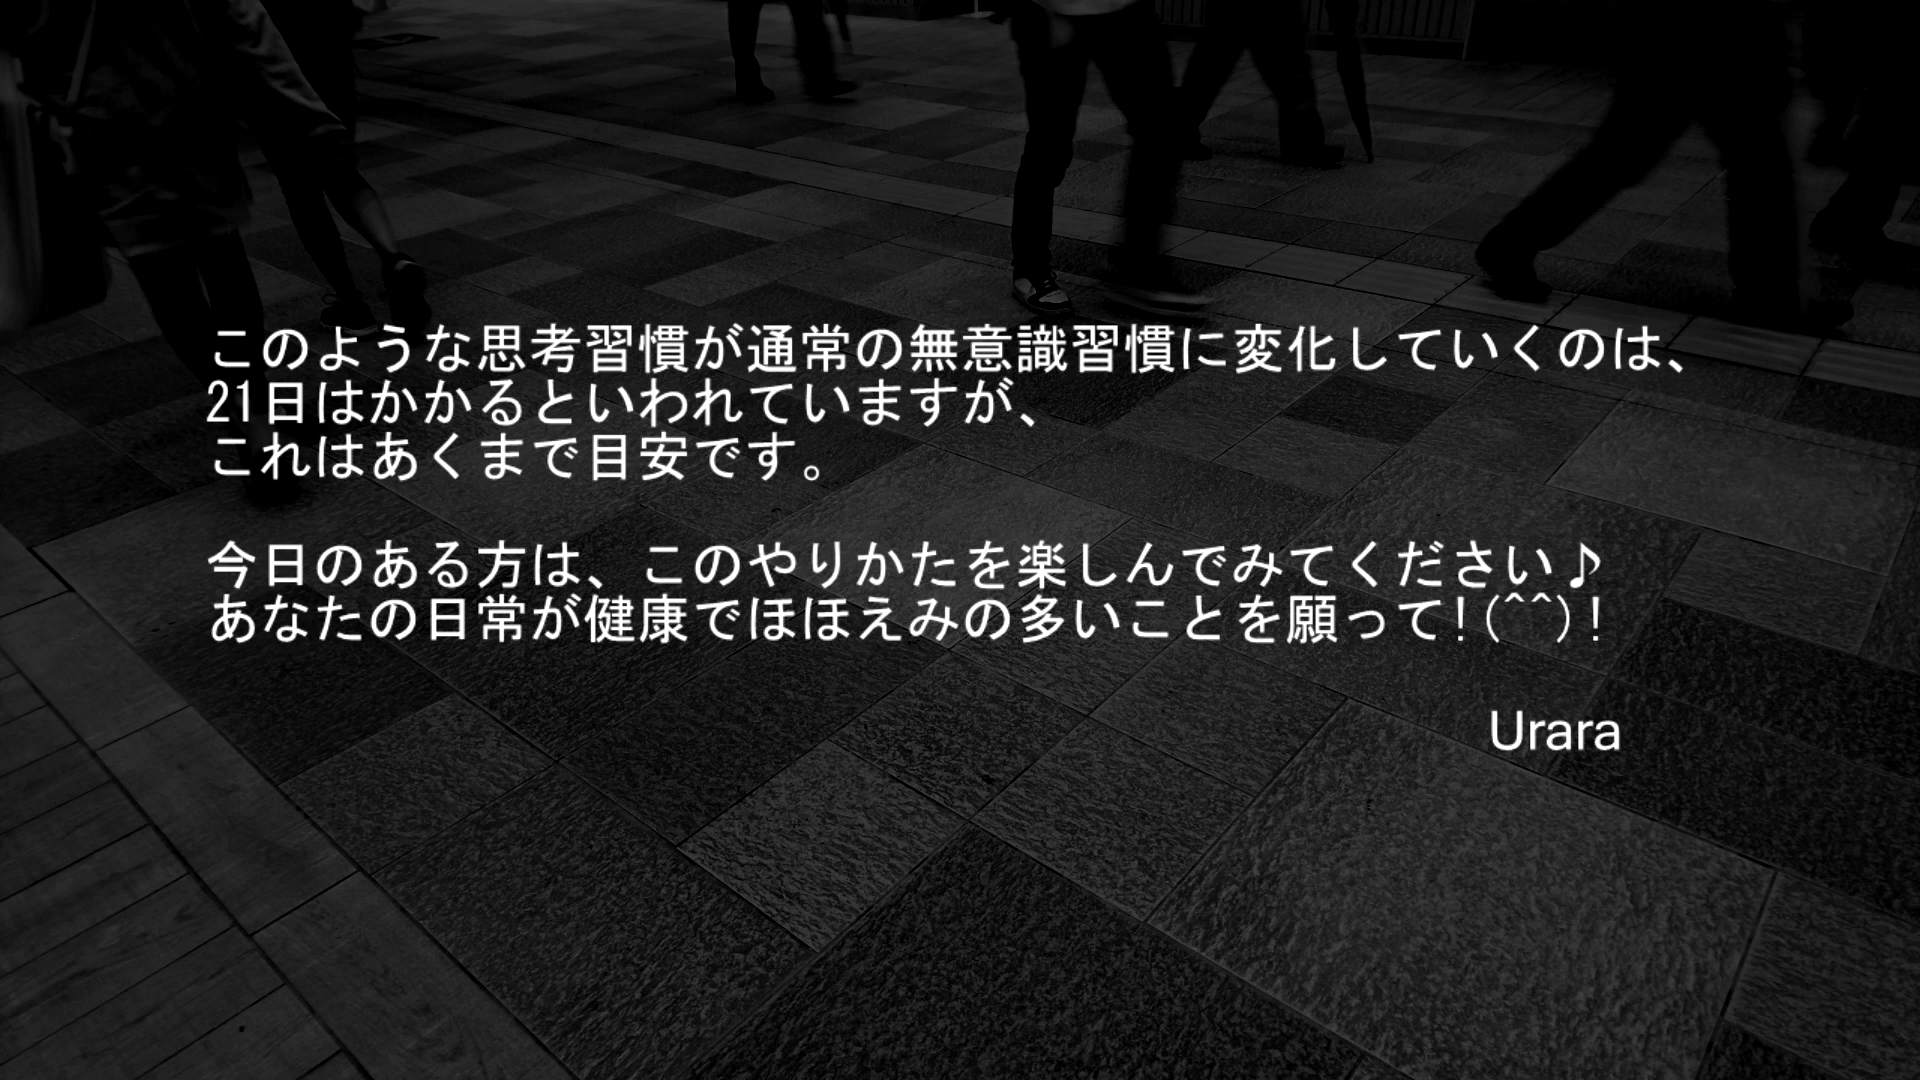 このような思考習慣が通常の無意識習慣に変化していくのは、
21日はかかるといわれていますが、
これはあくまで目安です。
今日のある方は、このやりかたを楽しんでみてください♪
あなたの日常が健康でほほえみの多いことを願って!(^^)!
Urara